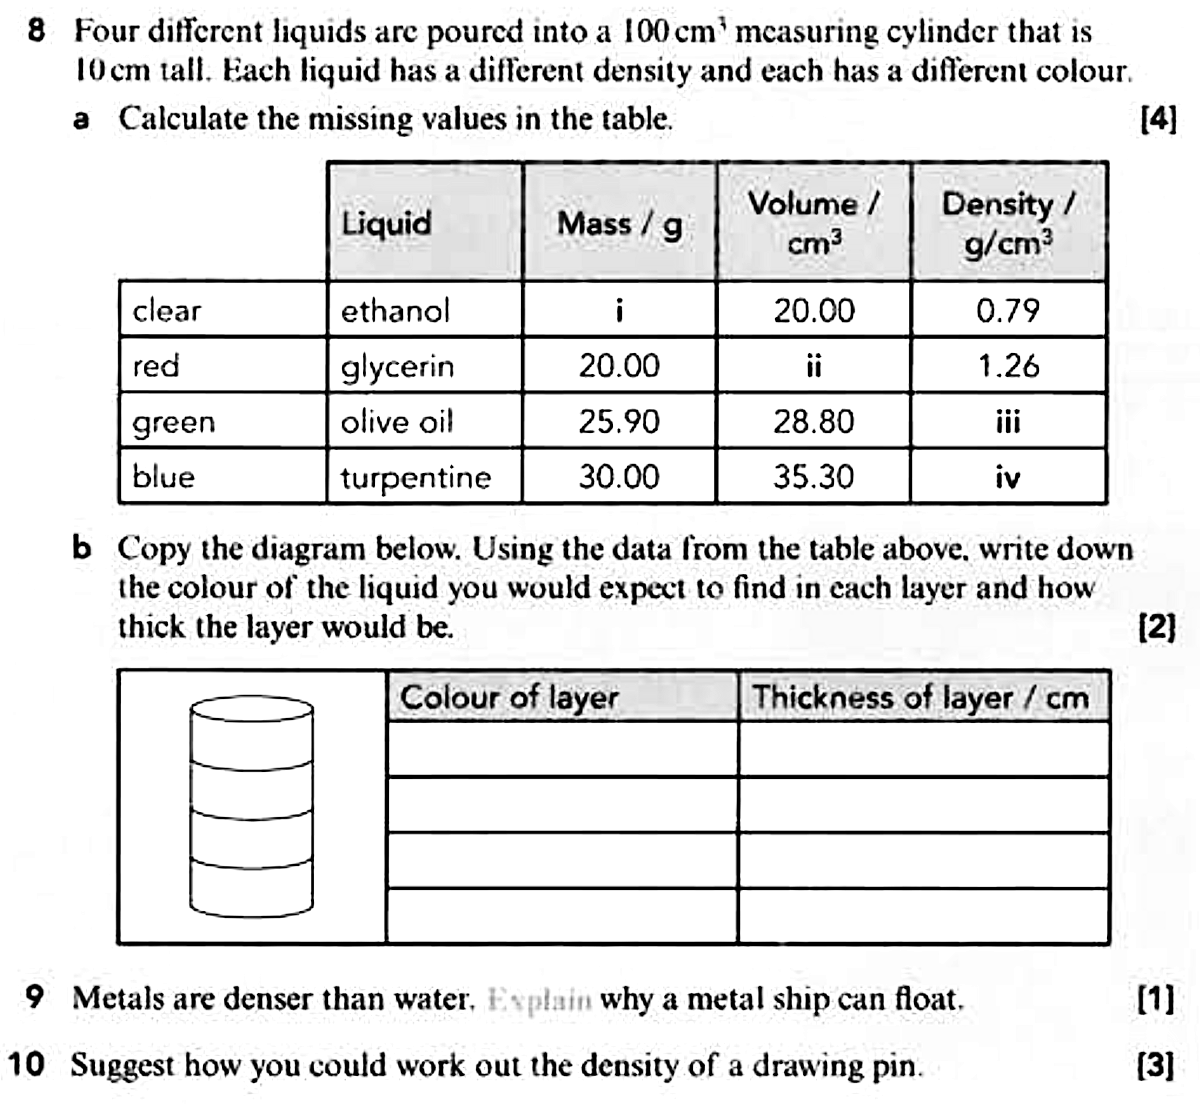 8 Four different liquids are poured into a 100 cm³ measuring cylinder that is
10 cm tall. Each liquid has a different density and each has a different colour.
a Calculate the missing values in the table. [4]
Liquid Mass / g Volume / cm³ Density / g/cm³
clear ethanol i 20.00 0.79
red glycerin 20.00 ii 1.26
green olive oil 25.90 28.80 iii
blue turpentine 30.00 35.30 iv
b Copy the diagram below. Using the data from the table above, write down
the colour of the liquid you would expect to find in each layer and how
thick the layer would be. [2]
Colour of layer Thickness of layer / cm
9 Metals are denser than water. Explain why a metal ship can float. [1]
10 Suggest how you could work out the density of a drawing pin. [3]